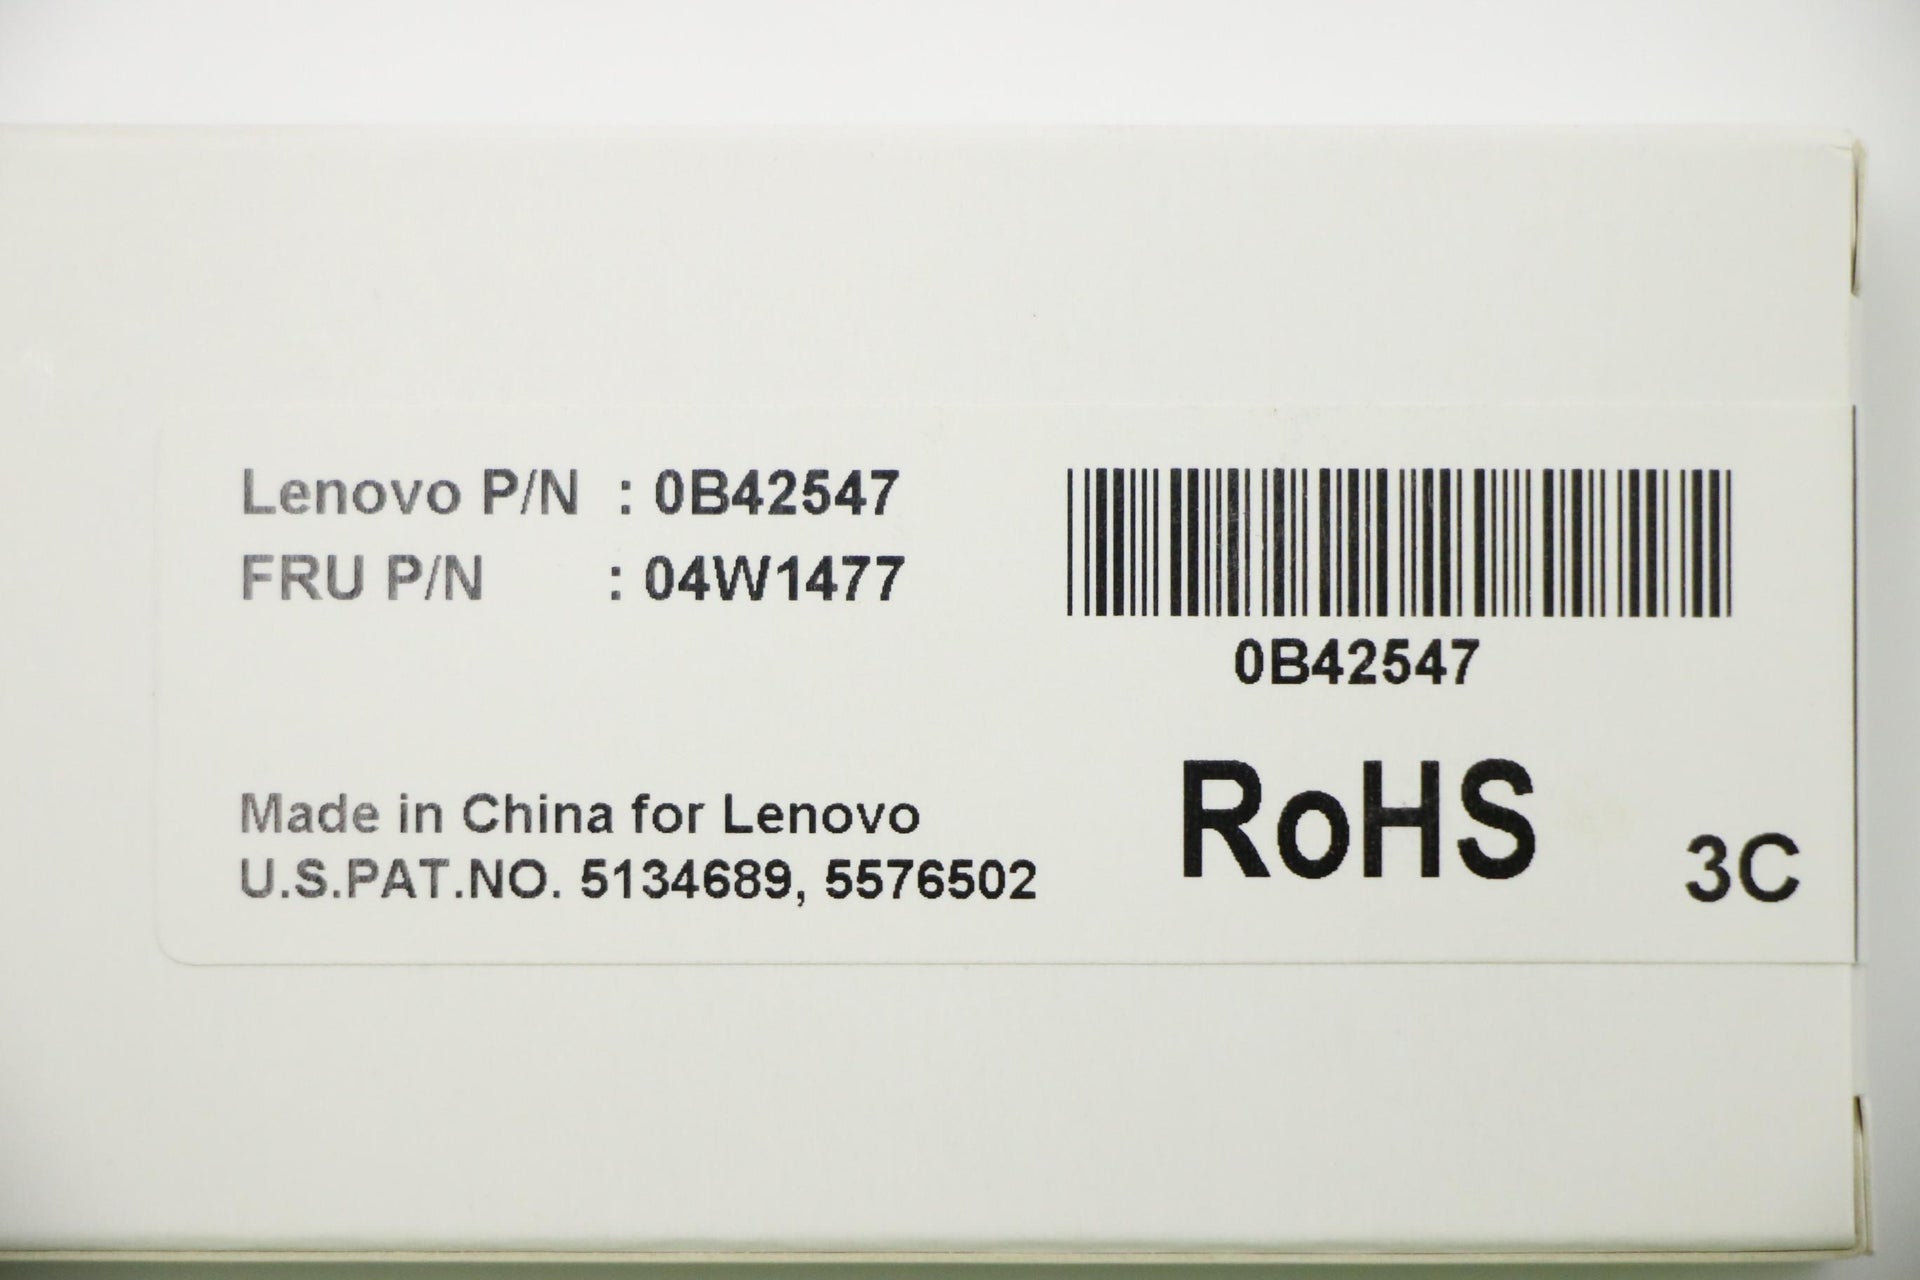 Lenovo P/N : 0B42547
FRU P/N : 04W1477
0B42547
Made in China for Lenovo
U.S.PAT.NO. 5134689, 5576502
RoHS
3C